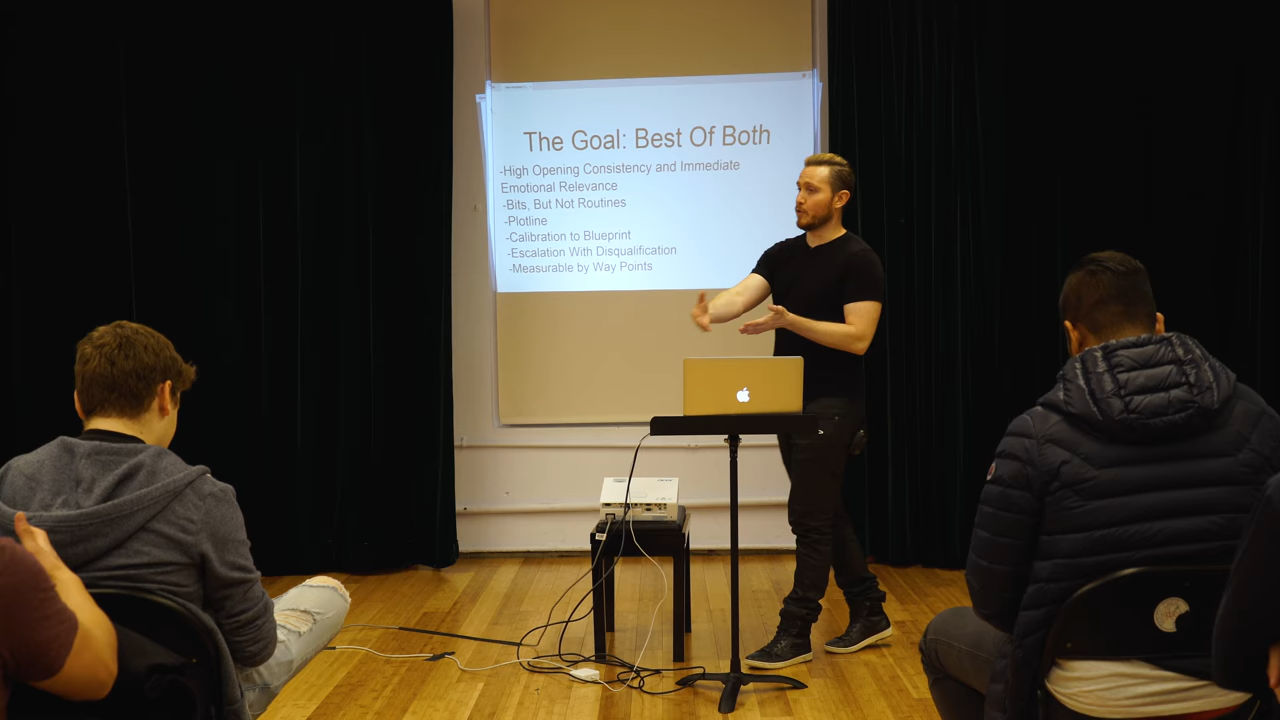 The Goal: Best Of Both
-High Opening Consistency and Immediate
Emotional Relevance
-Bits, But Not Routines
-Plotline
-Calibration to Blueprint
-Escalation With Disqualification
-Measurable by Way Points